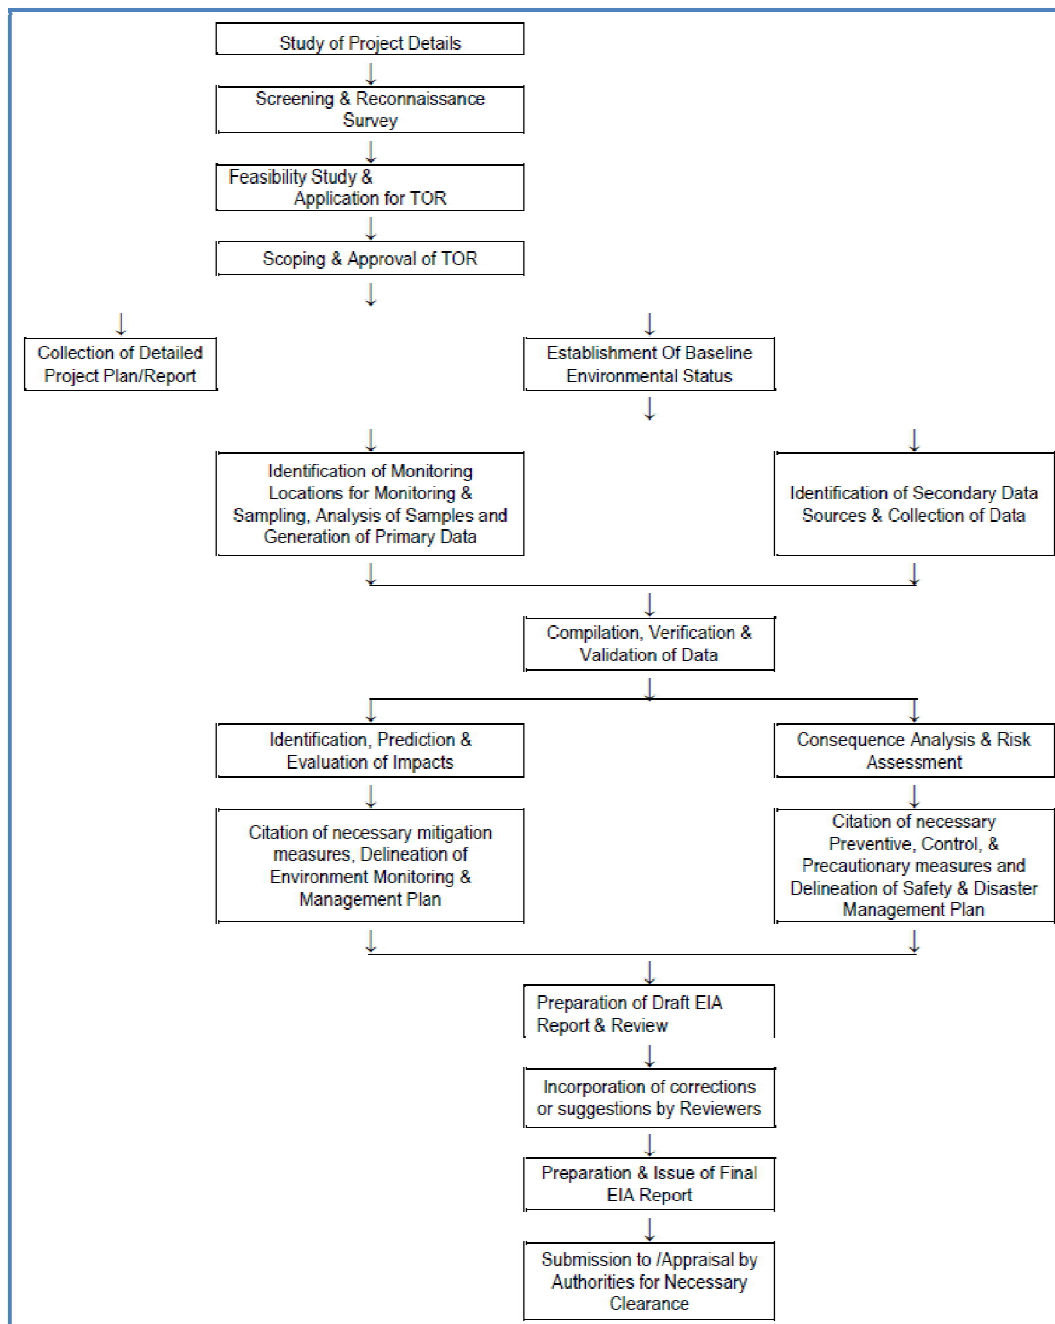 Study of Project Details
Screening & Reconnaissance
Survey
Feasibility Study &
Application for TOR
Scoping & Approval of TOR
Collection of Detailed
Project Plan/Report
Establishment Of Baseline
Environmental Status
Identification of Monitoring
Locations for Monitoring &
Sampling, Analysis of Samples and
Generation of Primary Data
Identification of Secondary Data
Sources & Collection of Data
Compilation, Verification &
Validation of Data
Identification, Prediction &
Evaluation of Impacts
Consequence Analysis & Risk
Assessment
Citation of necessary mitigation
measures, Delineation of
Environment Monitoring &
Management Plan
Citation of necessary
Preventive, Control, &
Precautionary measures and
Delineation of Safety & Disaster
Management Plan
Preparation of Draft EIA
Report & Review
Incorporation of corrections
or suggestions by Reviewers
Preparation & Issue of Final
EIA Report
Submission to /Appraisal by
Authorities for Necessary
Clearance